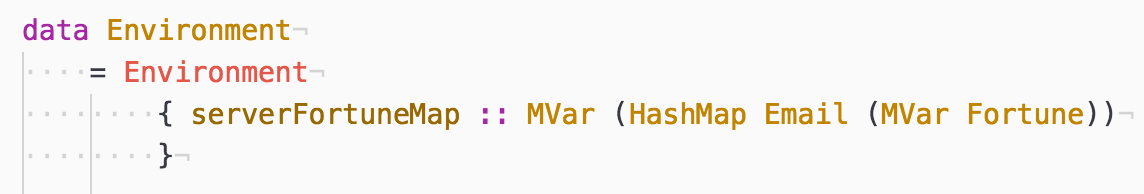 data Environment¬
····= Environment¬
········{ serverFortuneMap :: MVar (HashMap Email (MVar Fortune))¬
········}¬